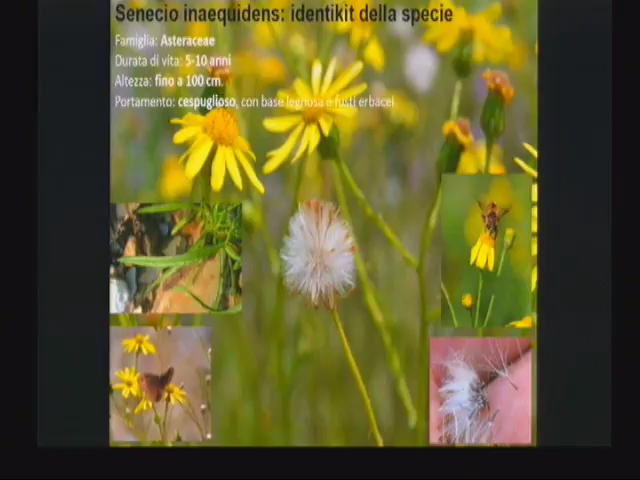 Senecio inaequidens: identikit della specie
Famiglia: Asteraceae
Durata di vita: 5-10 anni
Altezza: fino a 100 cm.
Portamento: cespuglioso, con base legnosa e fusti erbacei